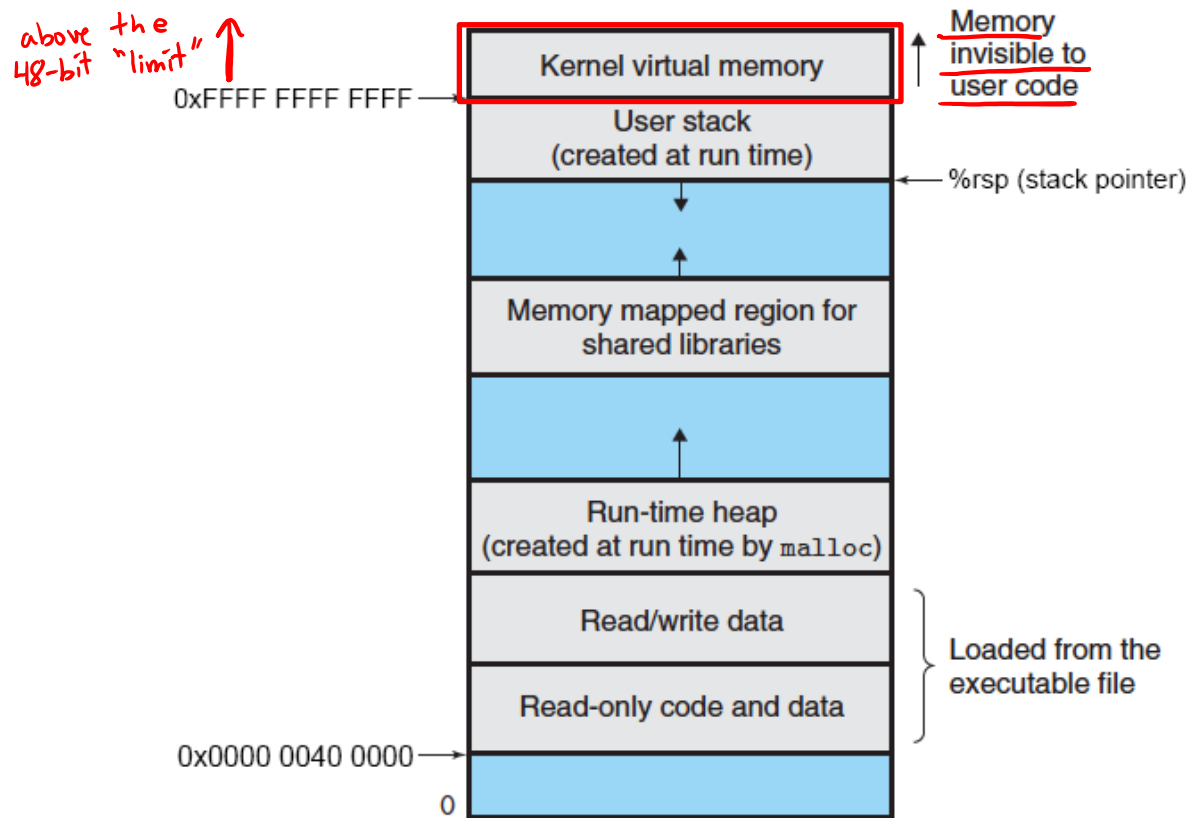 above the
48-bit "limit"
0xFFFF FFFF FFFF
Kernel virtual memory
Memory
invisible to
user code
User stack
(created at run time)
%rsp (stack pointer)
Memory mapped region for
shared libraries
Run-time heap
(created at run time by malloc)
Read/write data
Read-only code and data
Loaded from the
executable file
0x0000 0040 0000
0